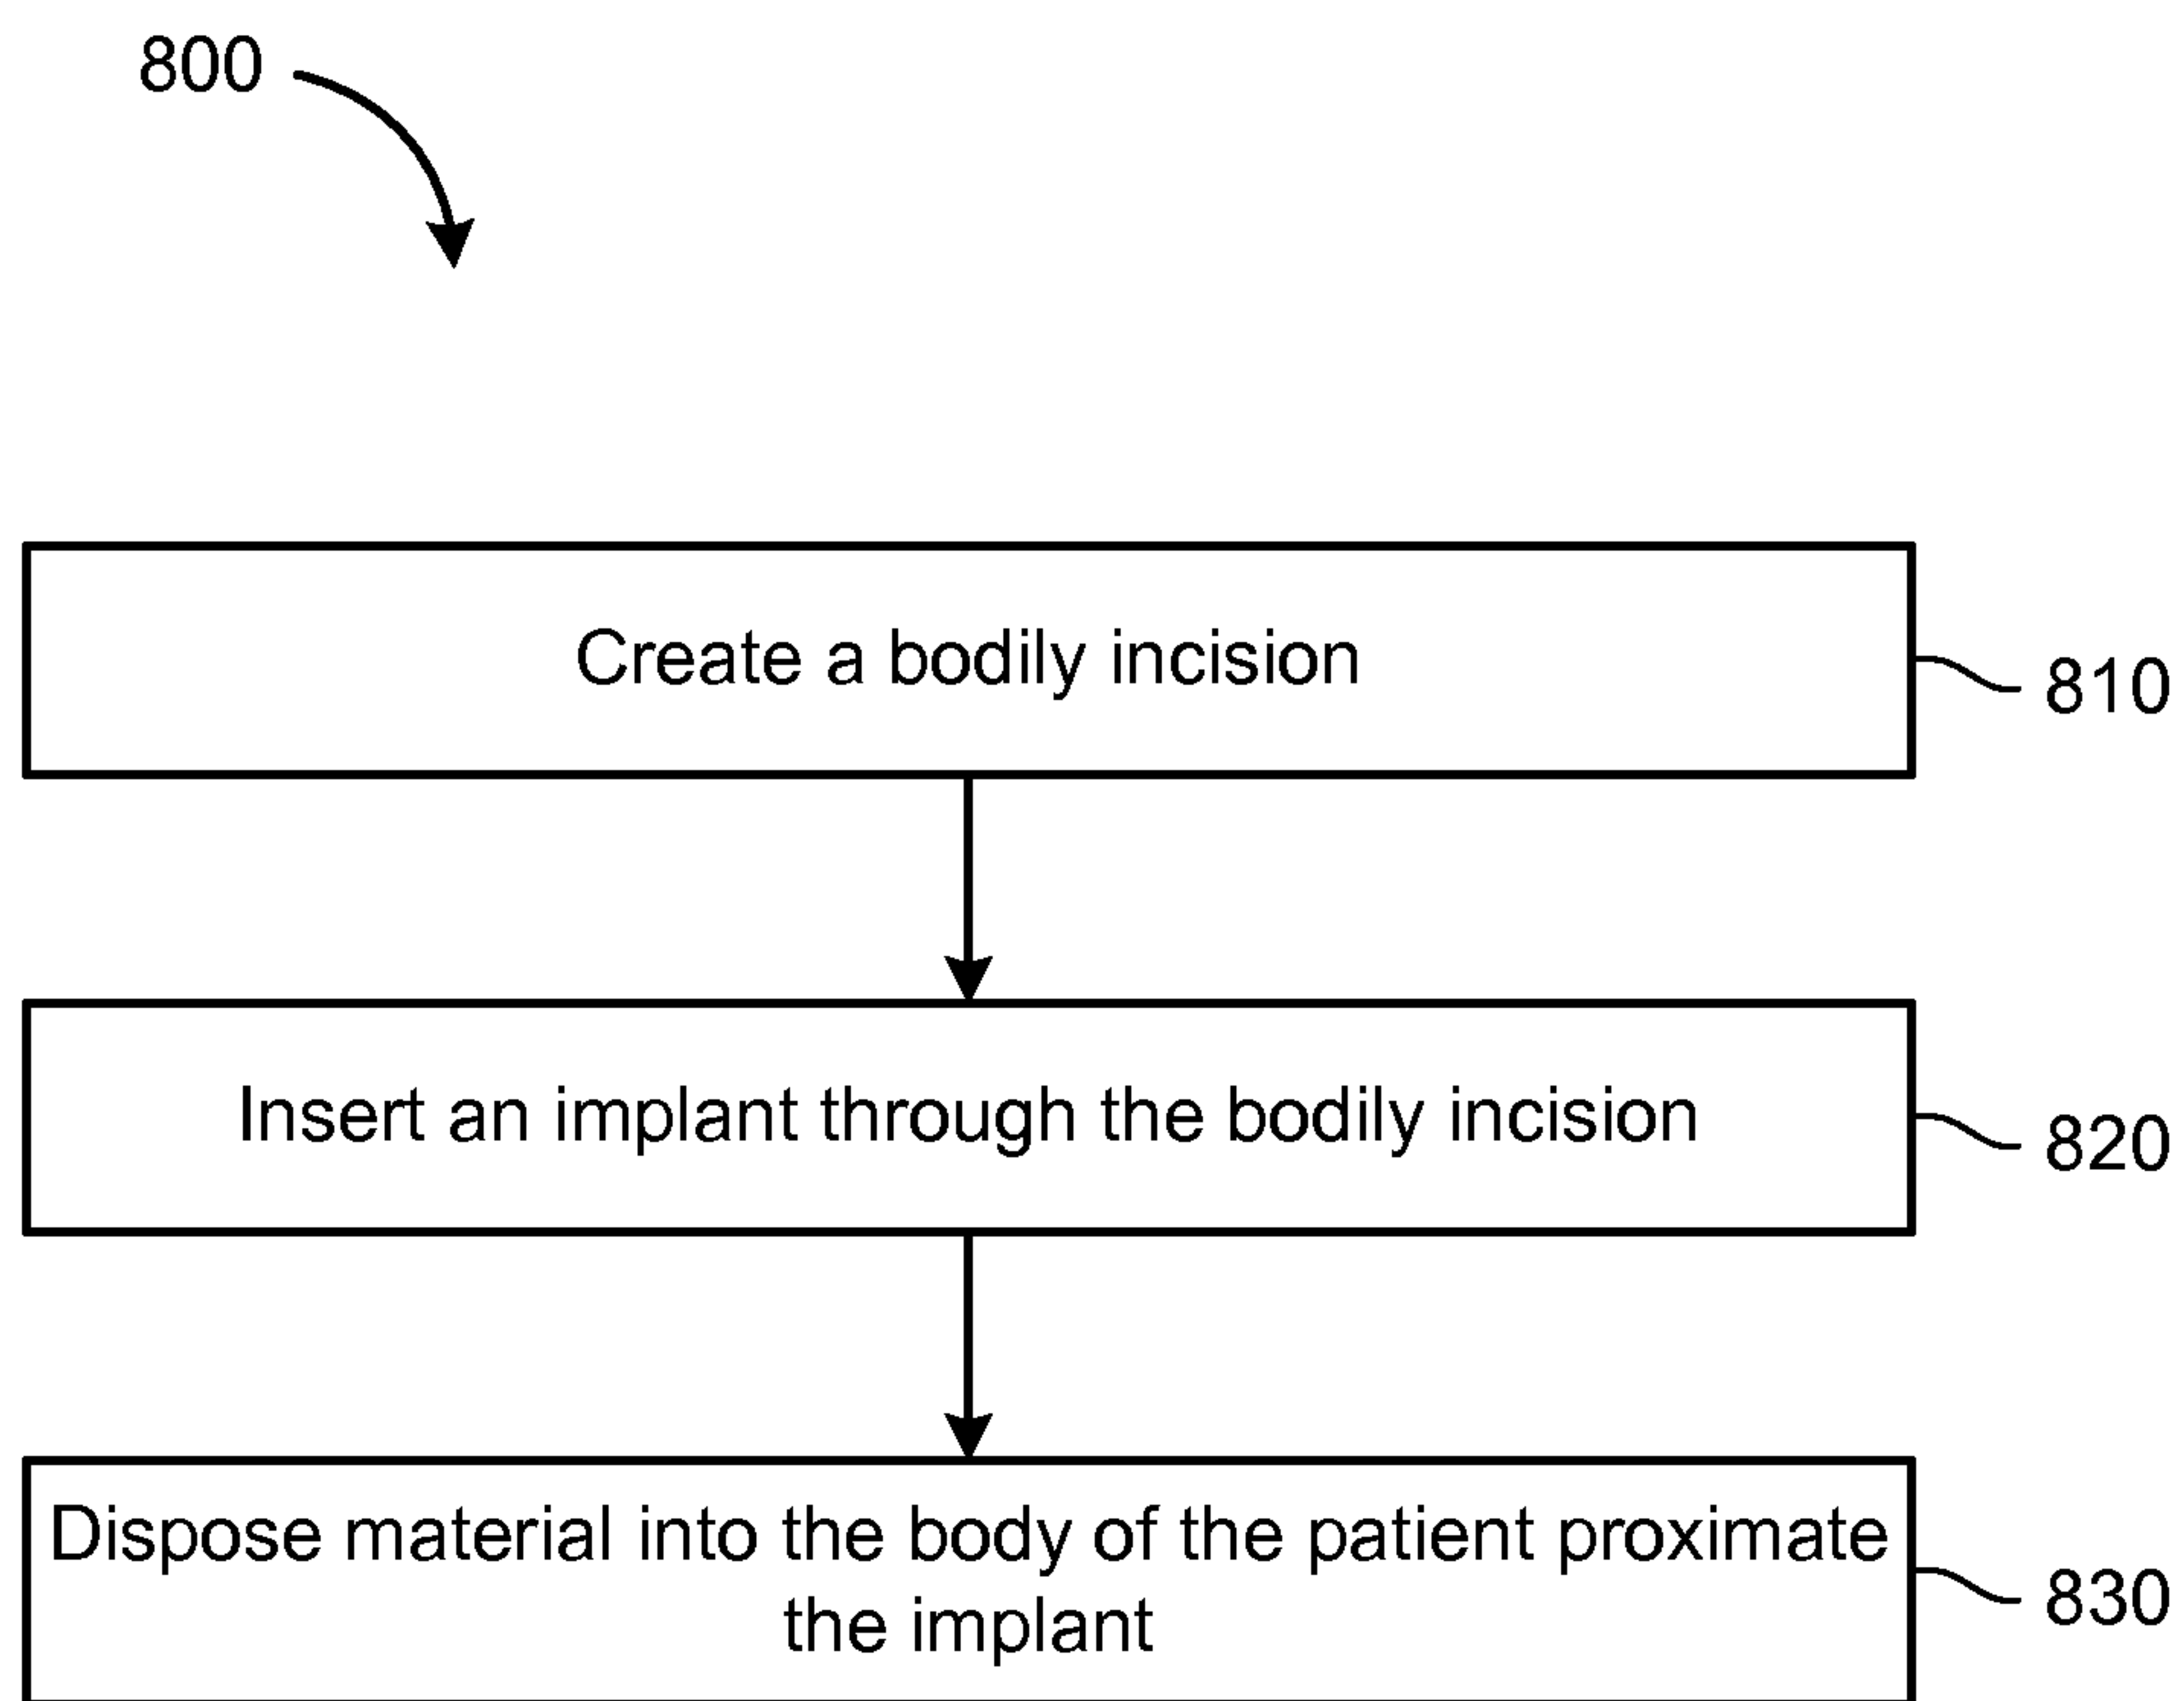 800
Create a bodily incision
810
Insert an implant through the bodily incision
820
Dispose material into the body of the patient proximate
the implant
830